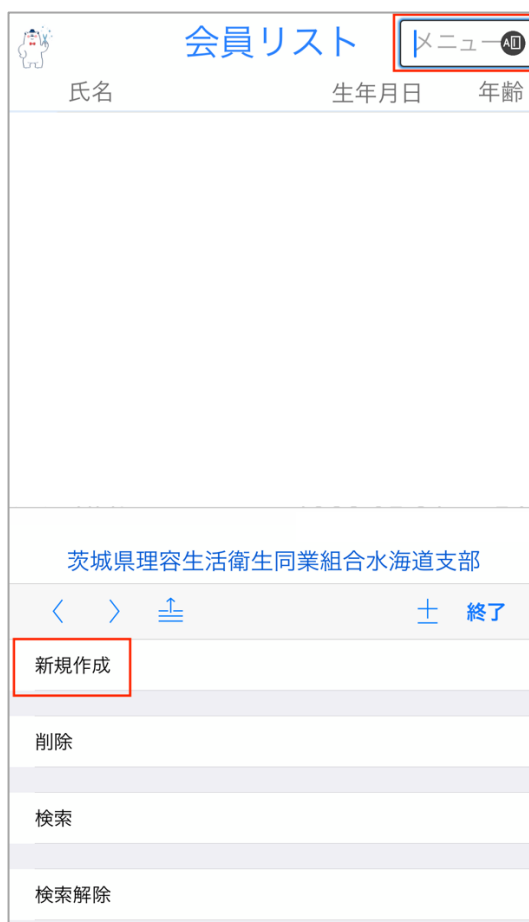 会員リスト メニュー
氏名 生年月日 年齢
茨城県理容生活衛生同業組合水海道支部
終了
新規作成
削除
検索
検索解除